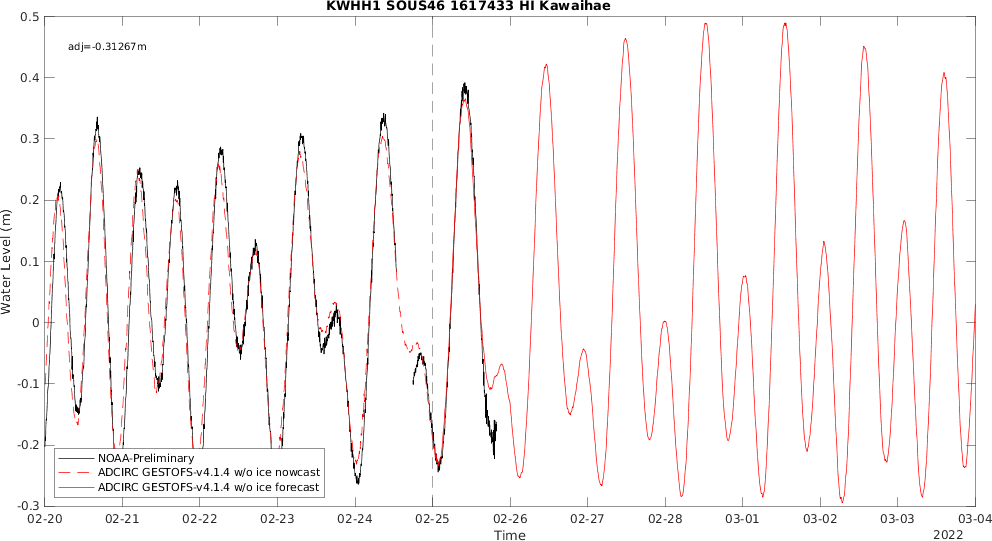 KWHH1 SOUS46 1617433 HI Kawaihae
adj=-0.31267m
0.5
0.4
0.3
0.2
0.1
0
-0.1
-0.2
-0.3
Water Level (m)
NOAA-Preliminary
ADCIRC GESTOFS-v4.1.4 w/o ice nowcast
ADCIRC GESTOFS-v4.1.4 w/o ice forecast
02-20 02-21 02-22 02-23 02-24 02-25 02-26 02-27 02-28 03-01 03-02 03-03 03-04
Time
2022